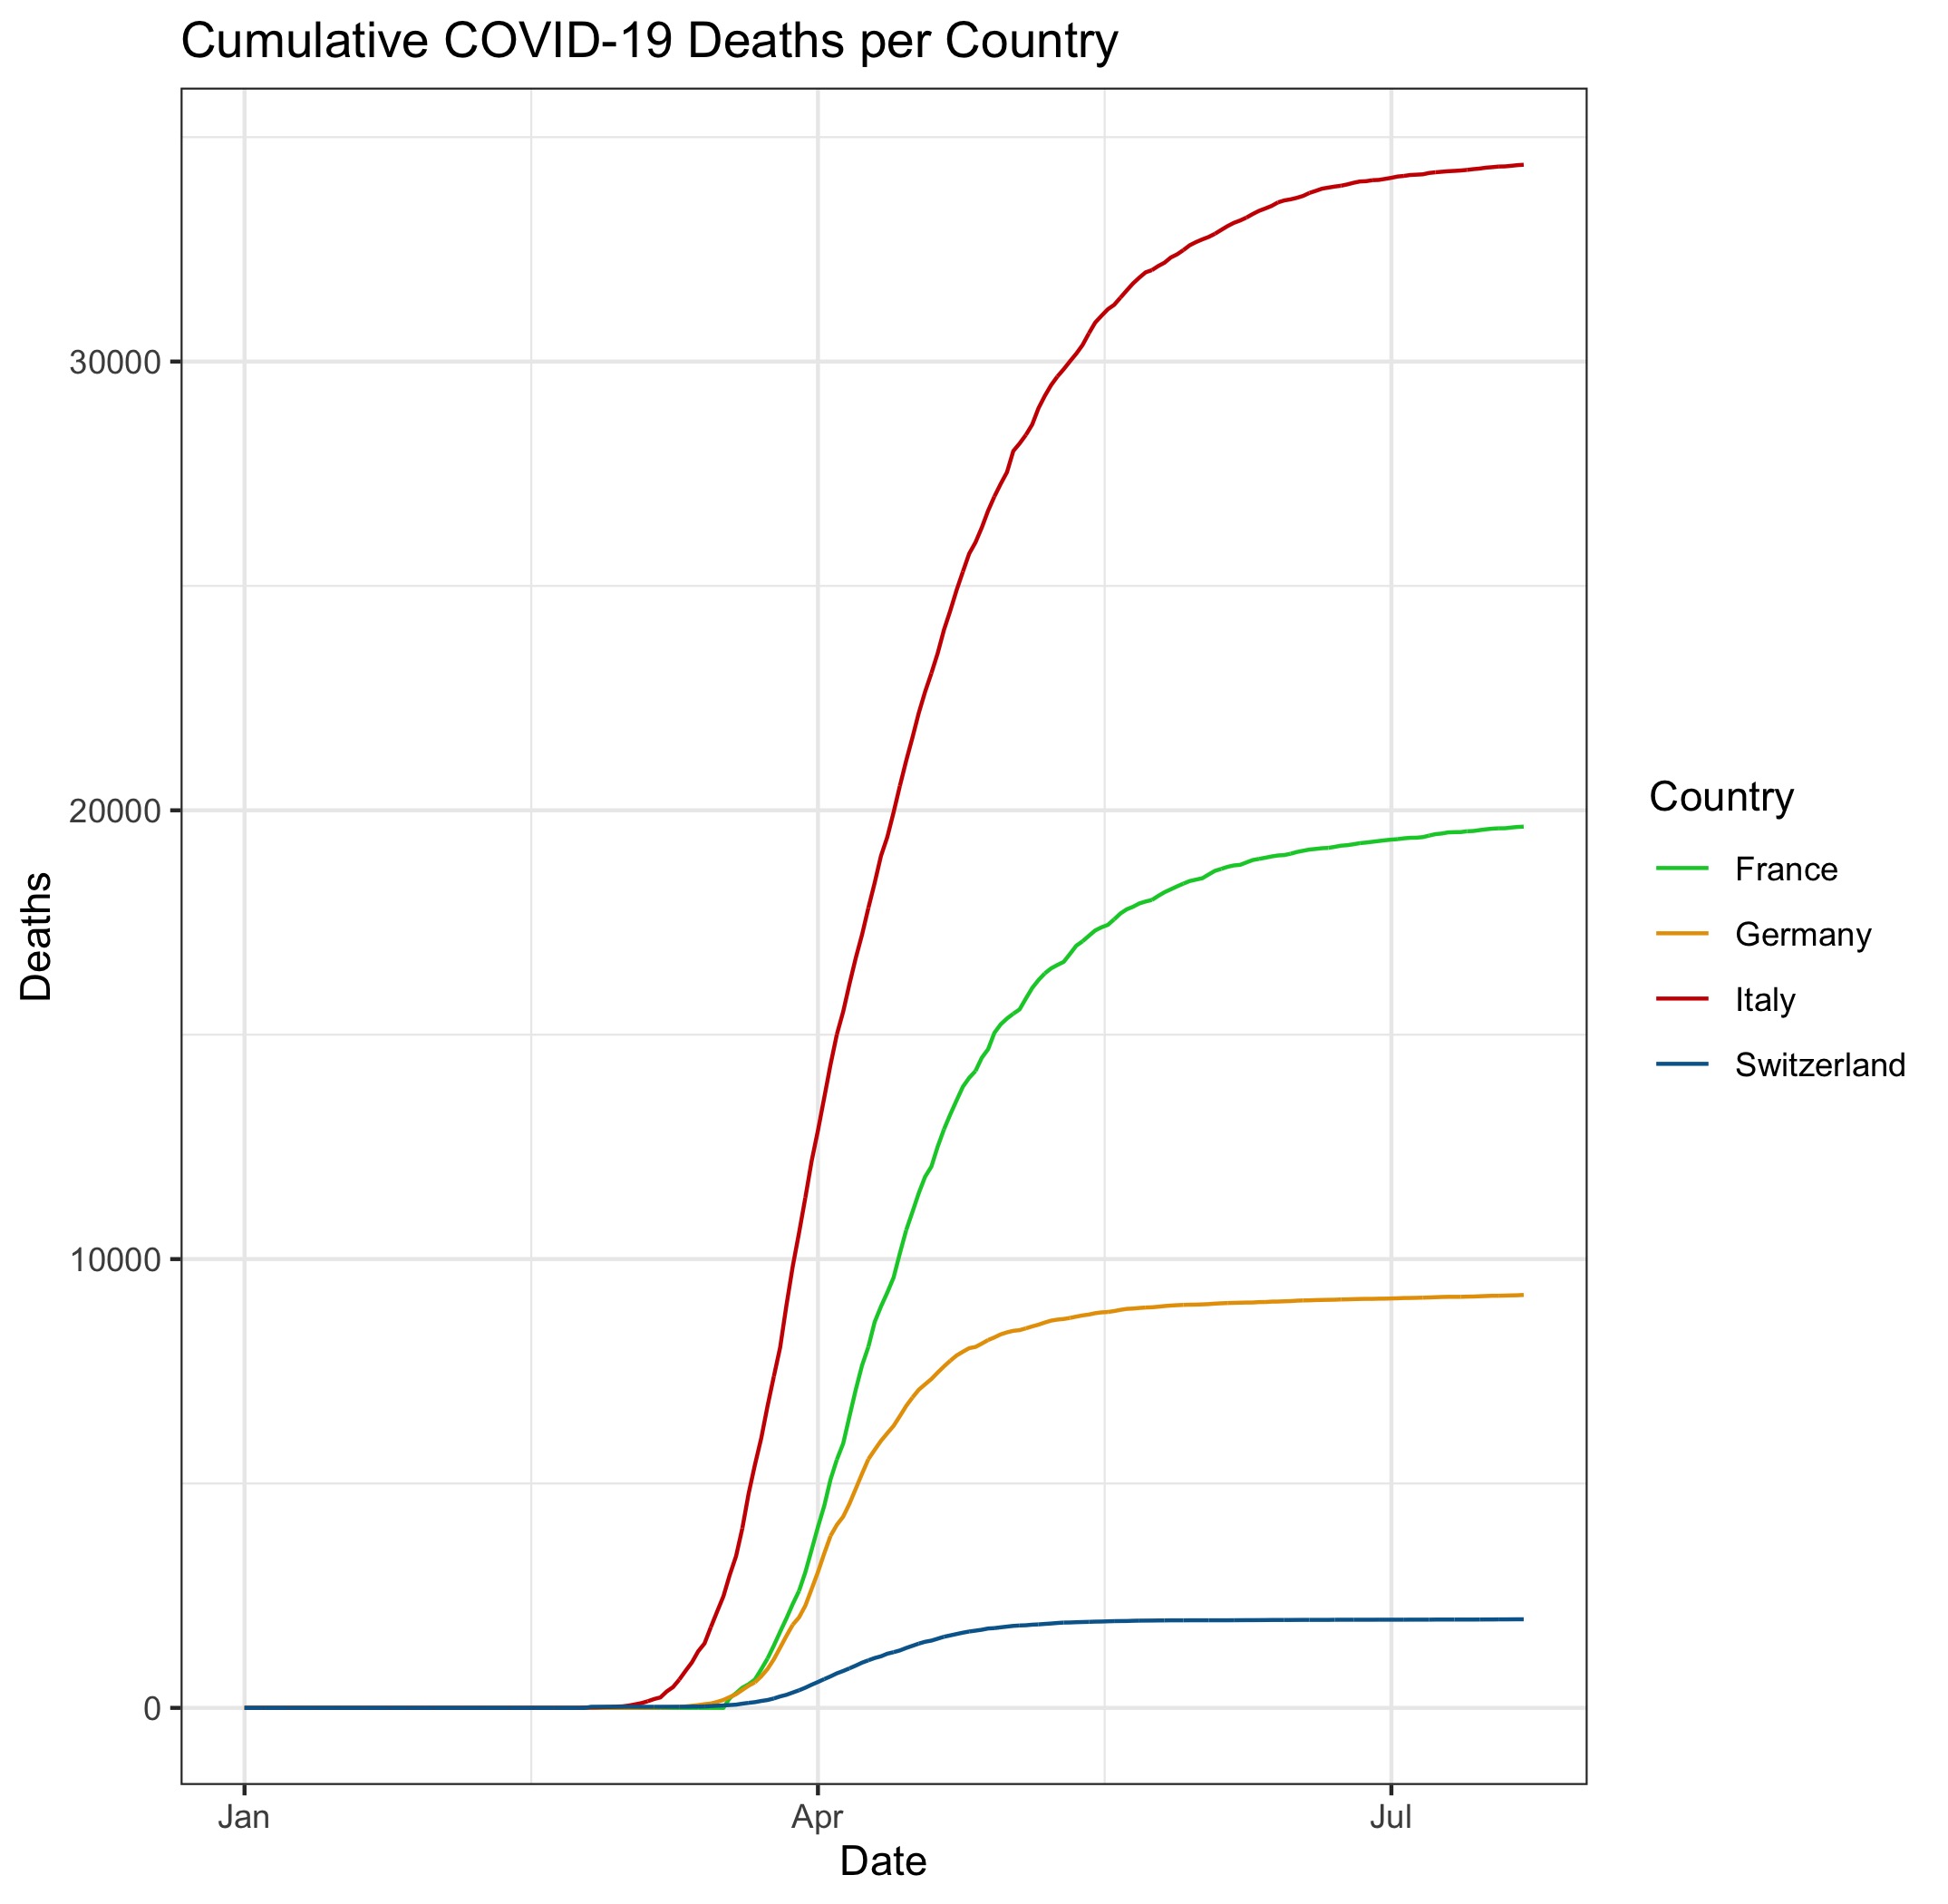 Cumulative COVID-19 Deaths per Country
Deaths
30000
20000
10000
0
Jan
Apr
Jul
Date
Country
France
Germany
Italy
Switzerland